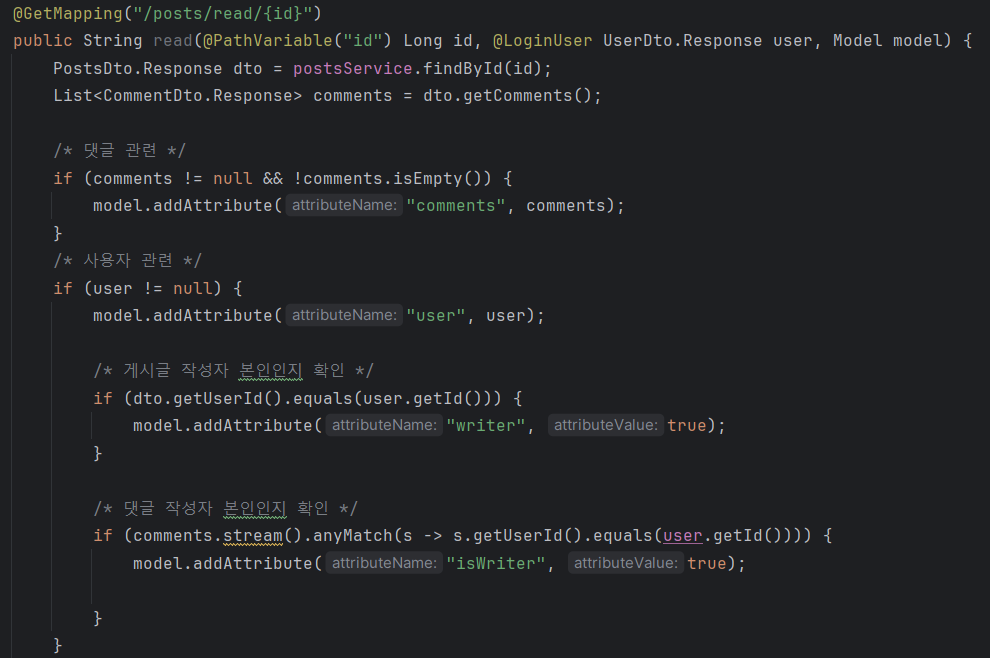 @GetMapping("/posts/read/{id}")
public String read(@PathVariable("id") Long id, @LoginUser UserDto.Response user, Model model) {
PostsDto.Response dto = postsService.findById(id);
List<CommentDto.Response> comments = dto.getComments();
/* 댓글 관련 */
if (comments != null && !comments.isEmpty()) {
model.addAttribute( attributeName: "comments", comments);
}
/* 사용자 관련 */
if (user != null) {
model.addAttribute( attributeName: "user", user);
/* 게시글 작성자 본인인지 확인 */
if (dto.getUserId().equals(user.getId())) {
model.addAttribute( attributeName: "writer", attributeValue: true);
}
/* 댓글 작성자 본인인지 확인 */
if (comments.stream().anyMatch(s -> s.getUserId().equals(user.getId()))) {
model.addAttribute( attributeName: "isWriter", attributeValue: true);
}
}